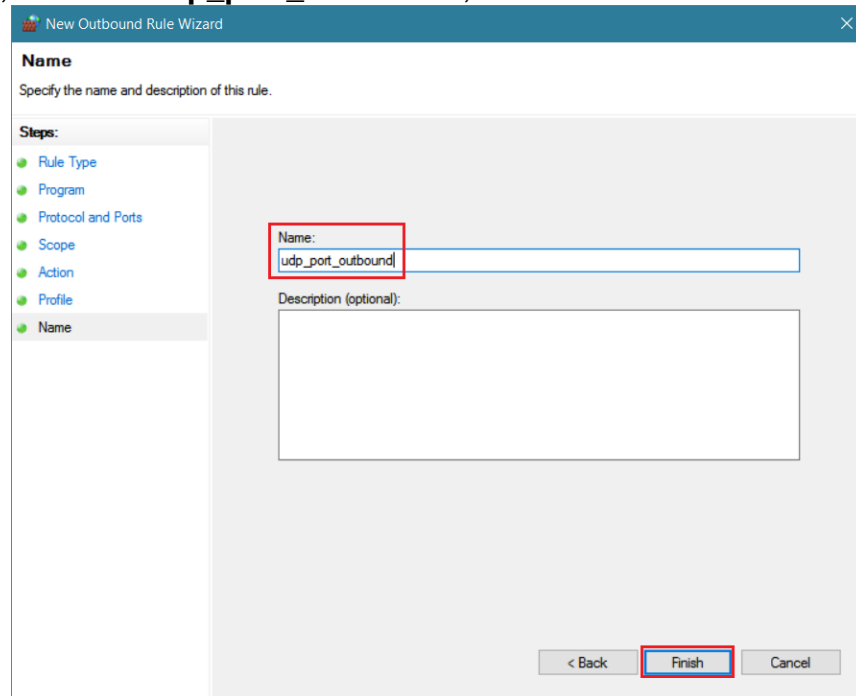 New Outbound Rule Wizard
Name
Specify the name and description of this rule.
Steps:
Rule Type
Program
Protocol and Ports
Scope
Action
Profile
Name
Name:
udp_port_outbound
Description (optional):
< Back Finish Cancel